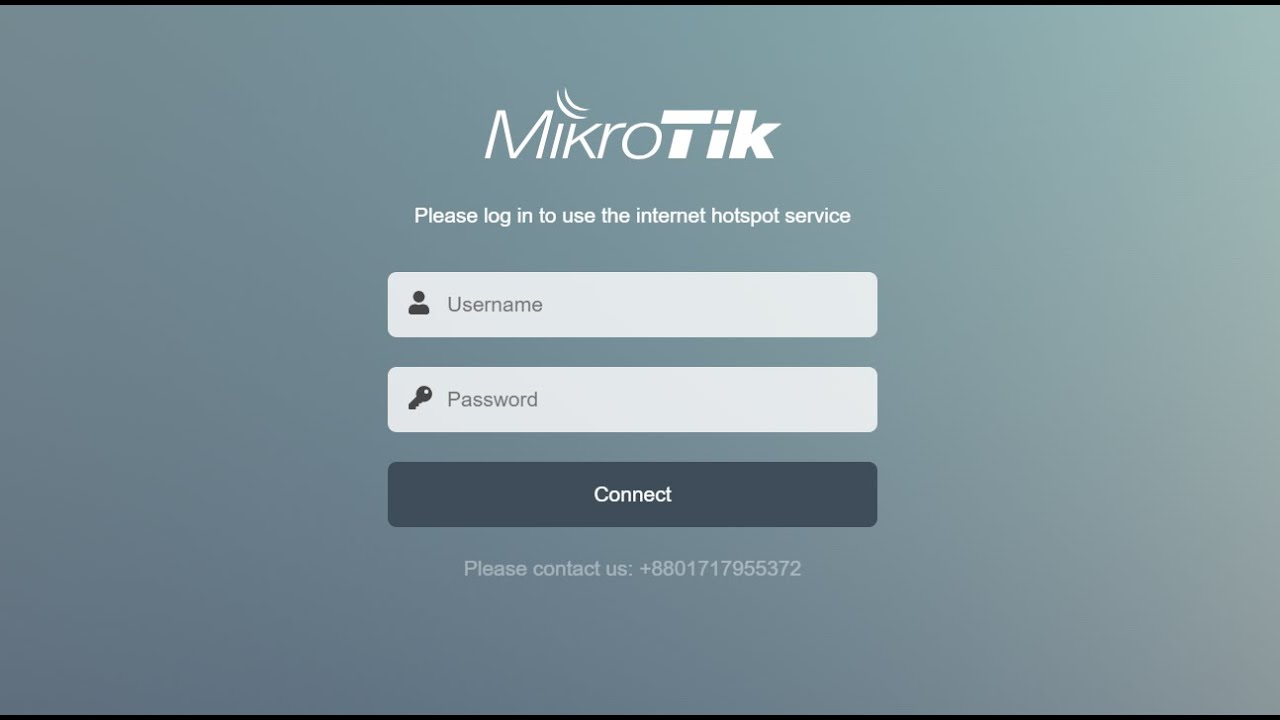 MikroTik
Please log in to use the internet hotspot service
Username
Password
Connect
Please contact us: +8801717955372